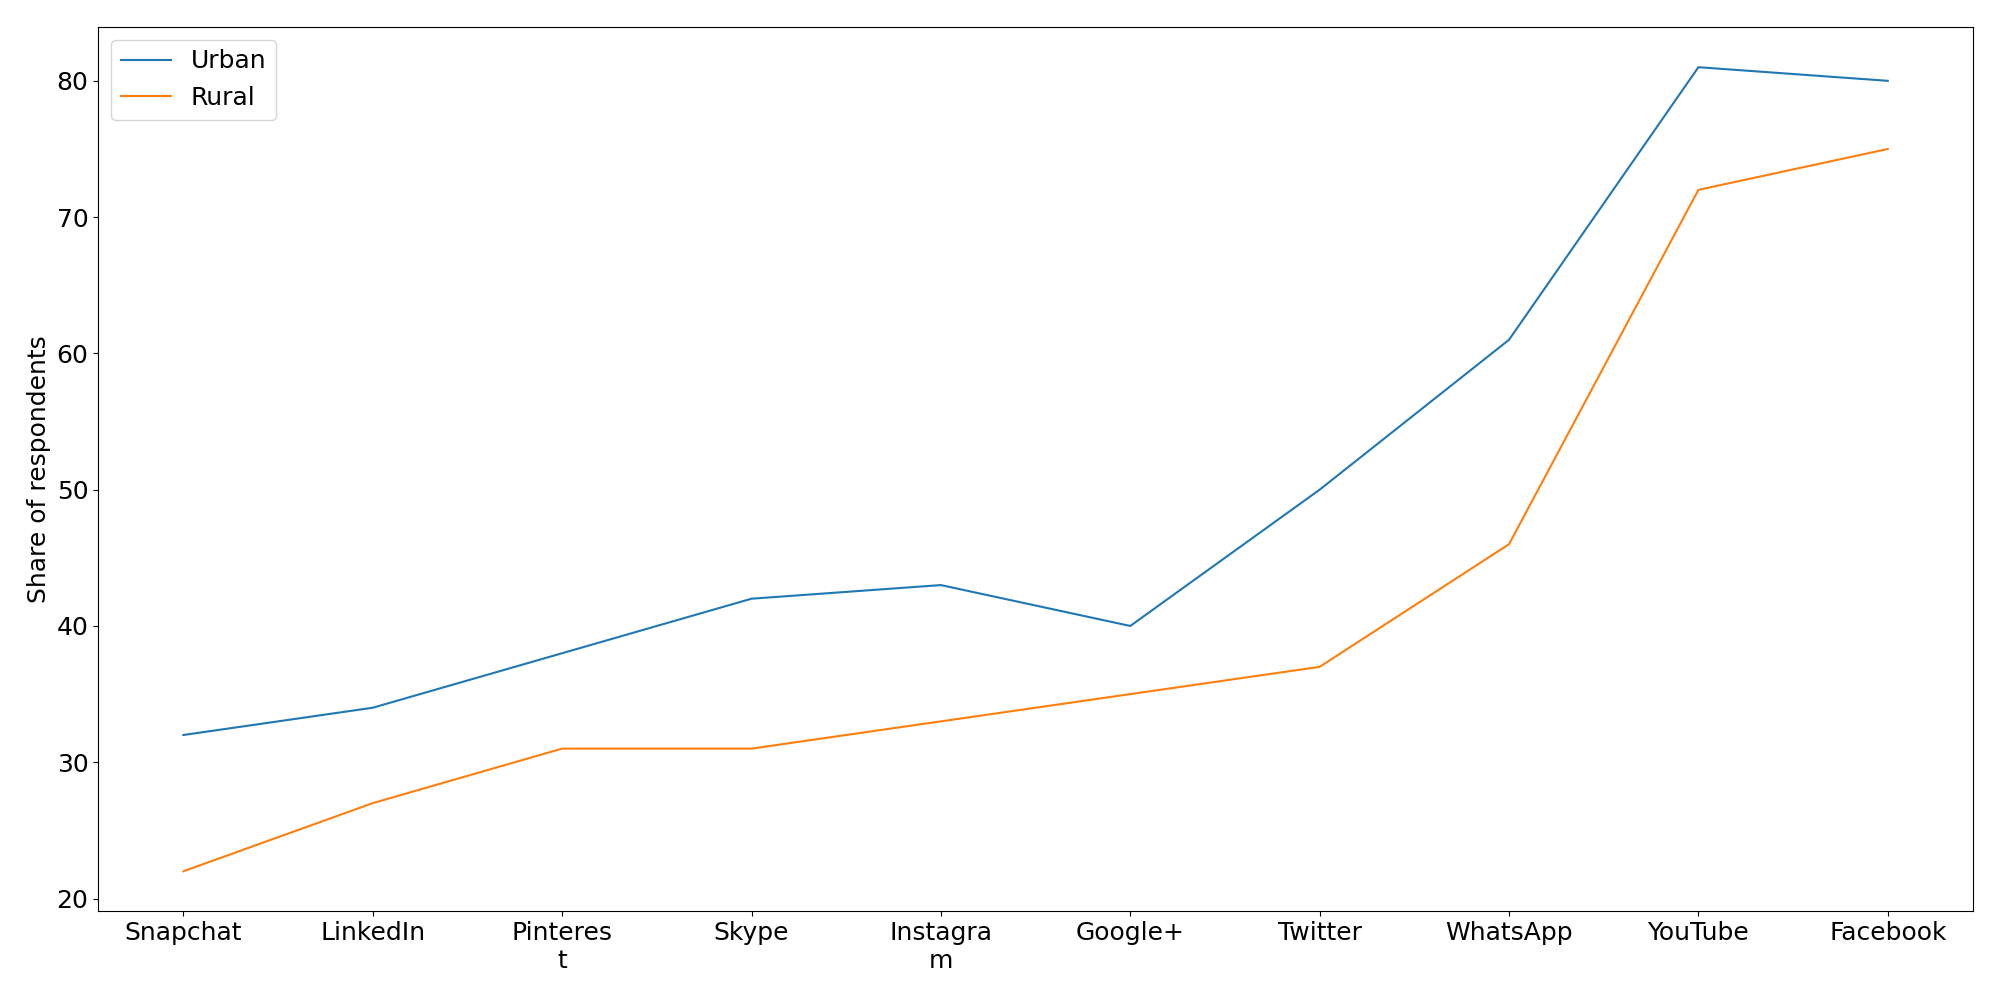 Urban
Rural
80
70
60
50
40
30
20
Share of respondents
Snapchat LinkedIn Pinteres Skype Instagra Google+ Twitter WhatsApp YouTube Facebook
t m